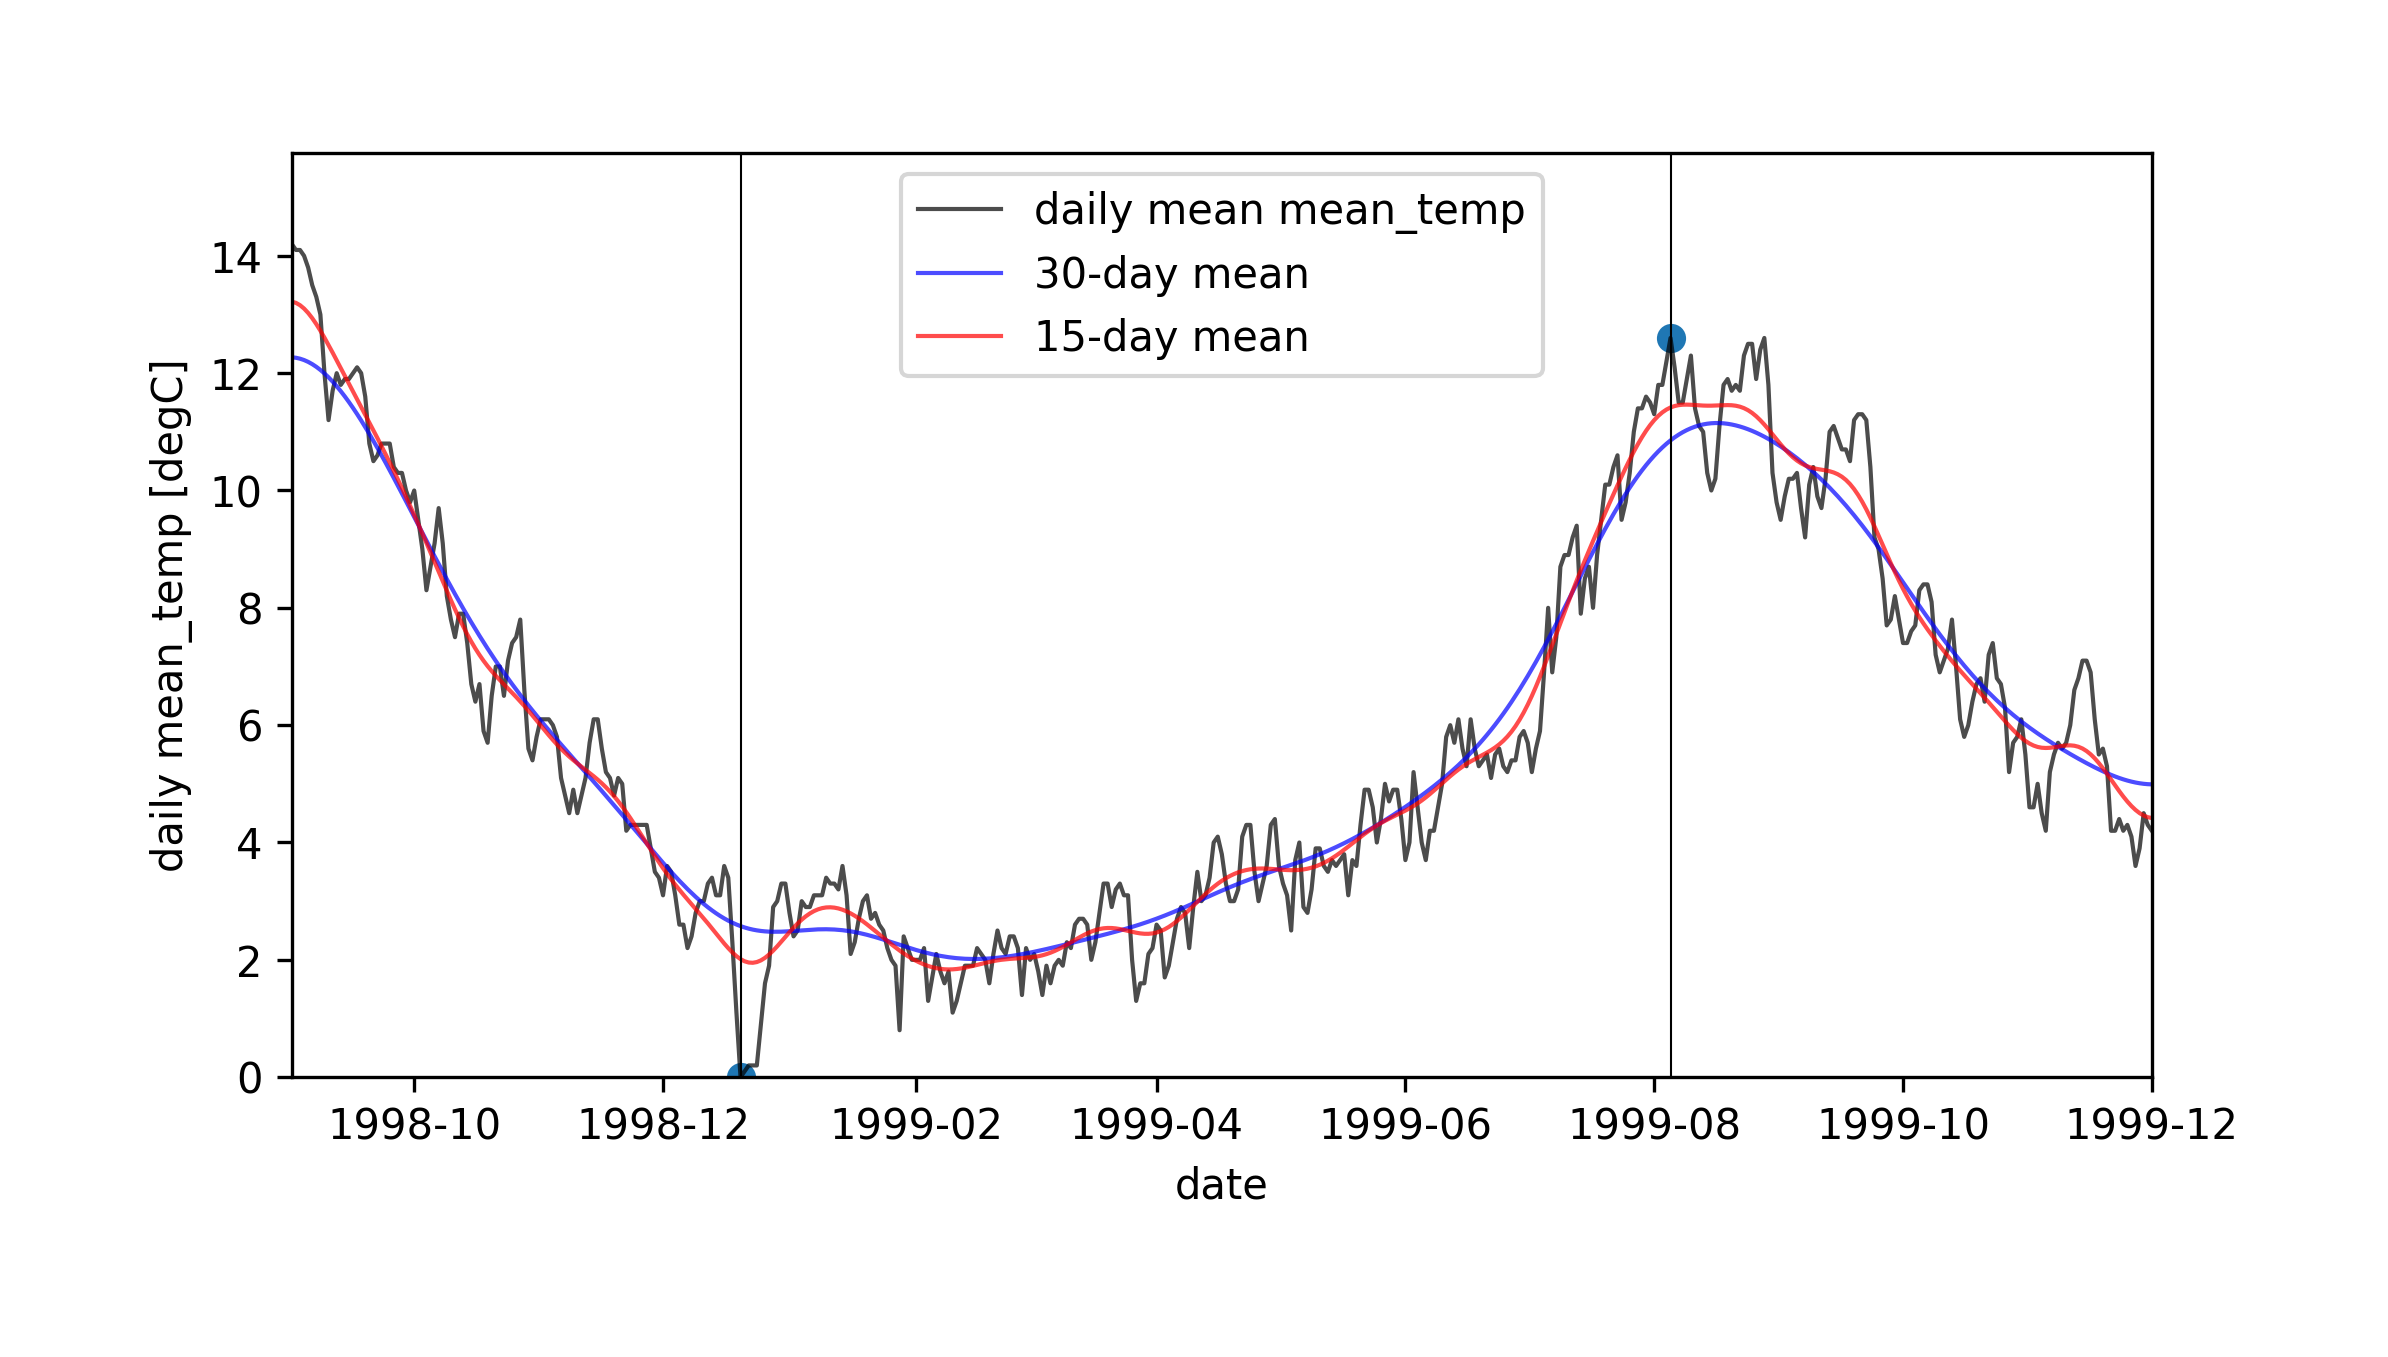 daily mean mean_temp
30-day mean
15-day mean
daily mean_temp [degC]
14
12
10
8
6
4
2
0
1998-10 1998-12 1999-02 1999-04 1999-06 1999-08 1999-10 1999-12
date